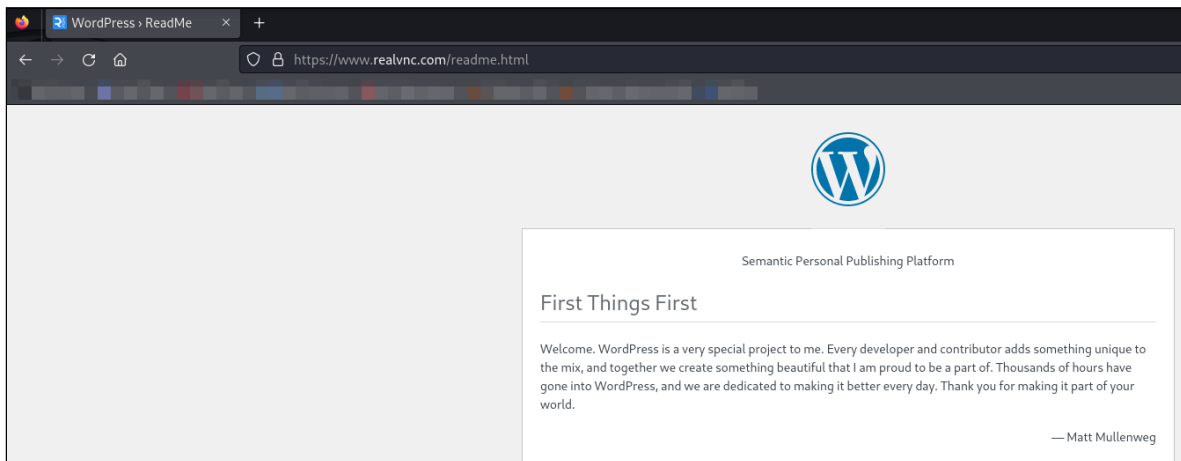 WordPress › ReadMe
https://www.realvnc.com/readme.html
Semantic Personal Publishing Platform
First Things First
Welcome. WordPress is a very special project to me. Every developer and contributor adds something unique to
the mix, and together we create something beautiful that I am proud to be a part of. Thousands of hours have
gone into WordPress, and we are dedicated to making it better every day. Thank you for making it part of your
world.
— Matt Mullenweg